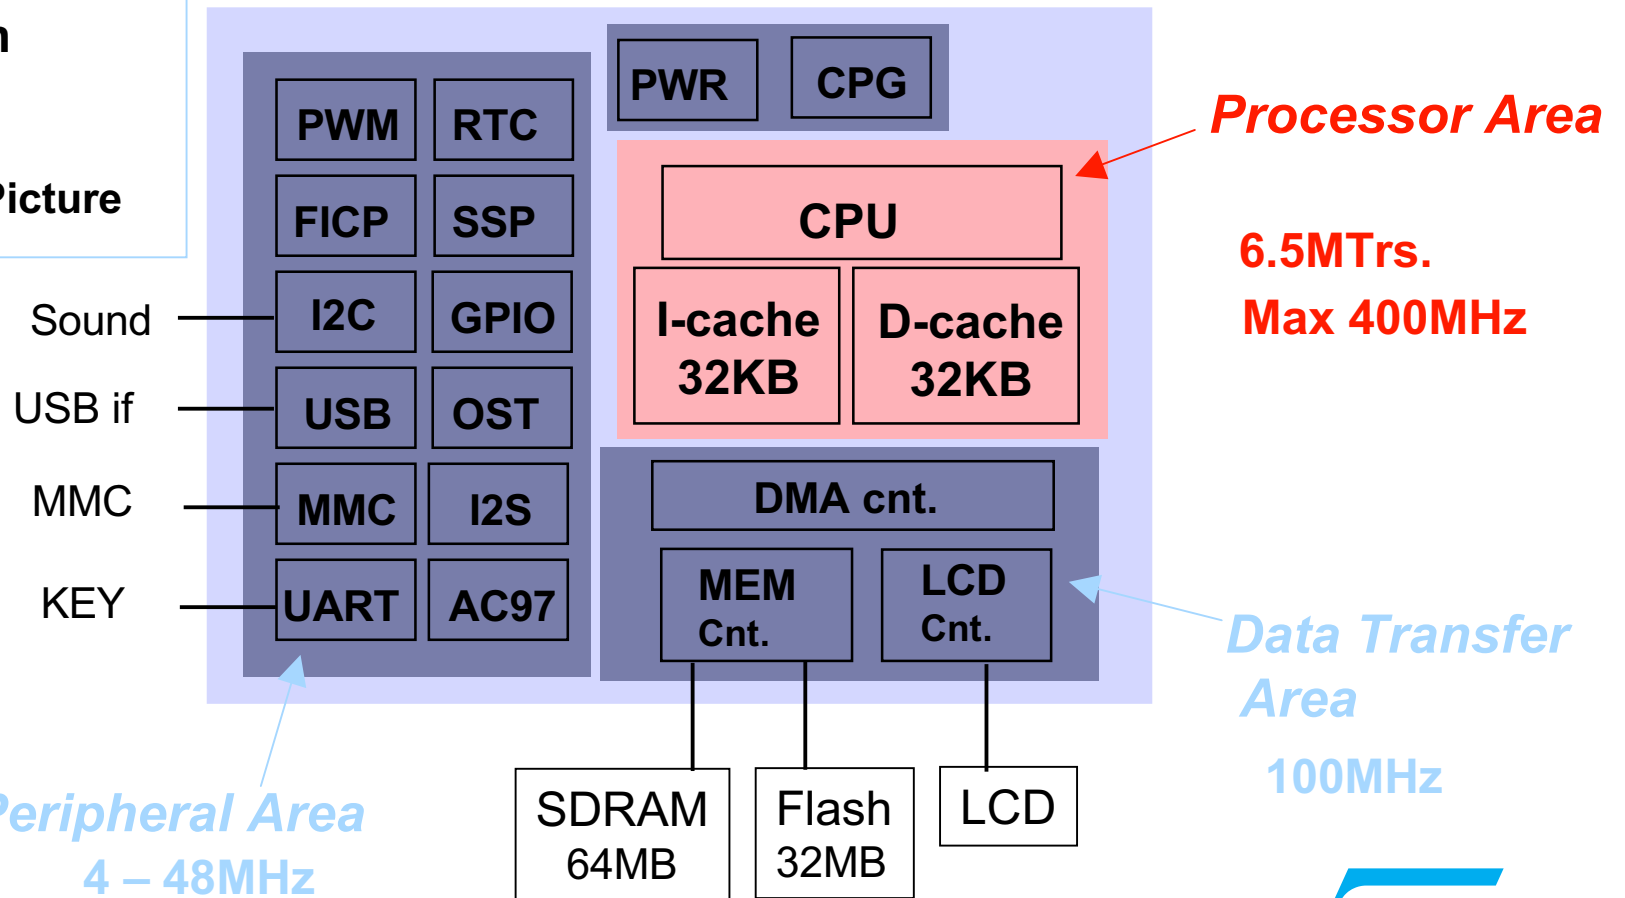 Picture
PWR
CPG
PWM
RTC
FICP
SSP
I2C
GPIO
USB
OST
MMC
I2S
UART
AC97
Sound
USB if
MMC
KEY
CPU
I-cache
32KB
D-cache
32KB
DMA cnt.
MEM
Cnt.
LCD
Cnt.
Processor Area
6.5MTrs.
Max 400MHz
Data Transfer
Area
100MHz
Peripheral Area
4 – 48MHz
SDRAM
64MB
Flash
32MB
LCD